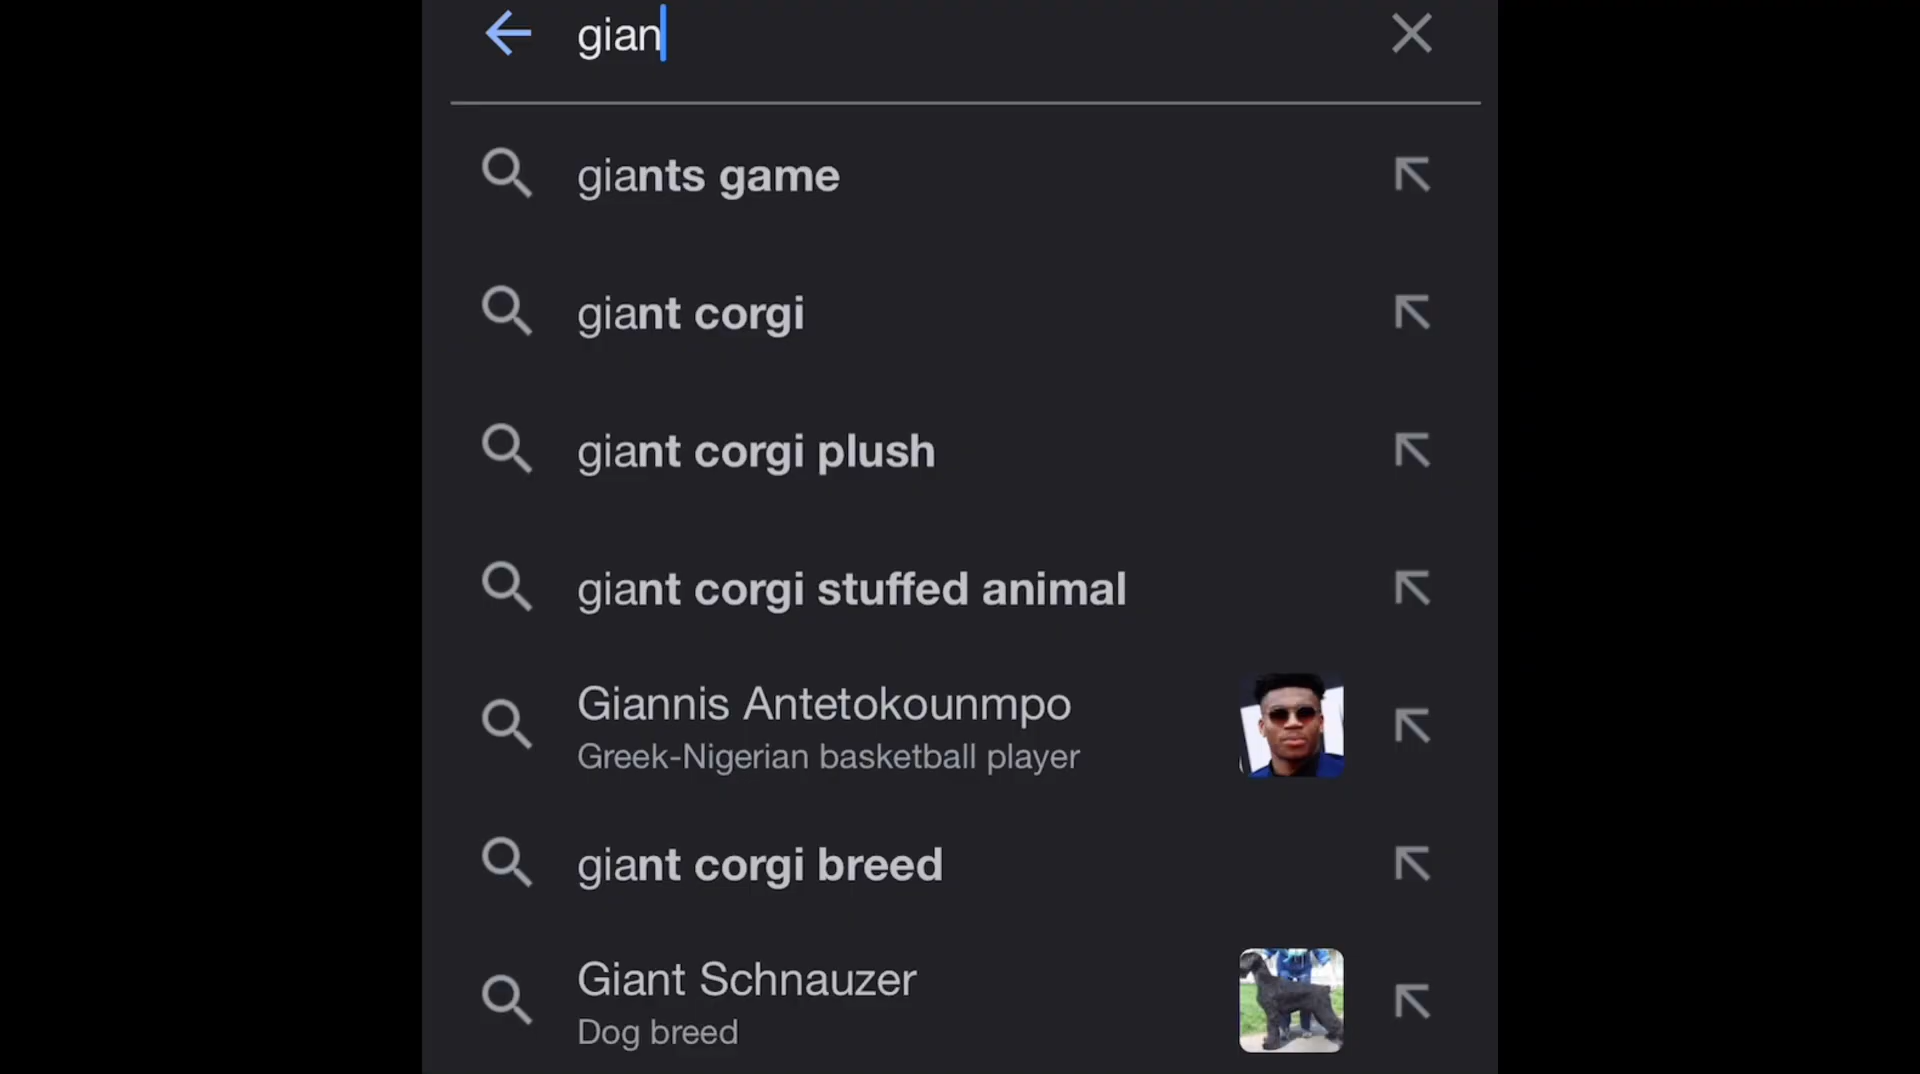 gian
giants game
giant corgi
giant corgi plush
giant corgi stuffed animal
Giannis Antetokounmpo
Greek-Nigerian basketball player
giant corgi breed
Giant Schnauzer
Dog breed